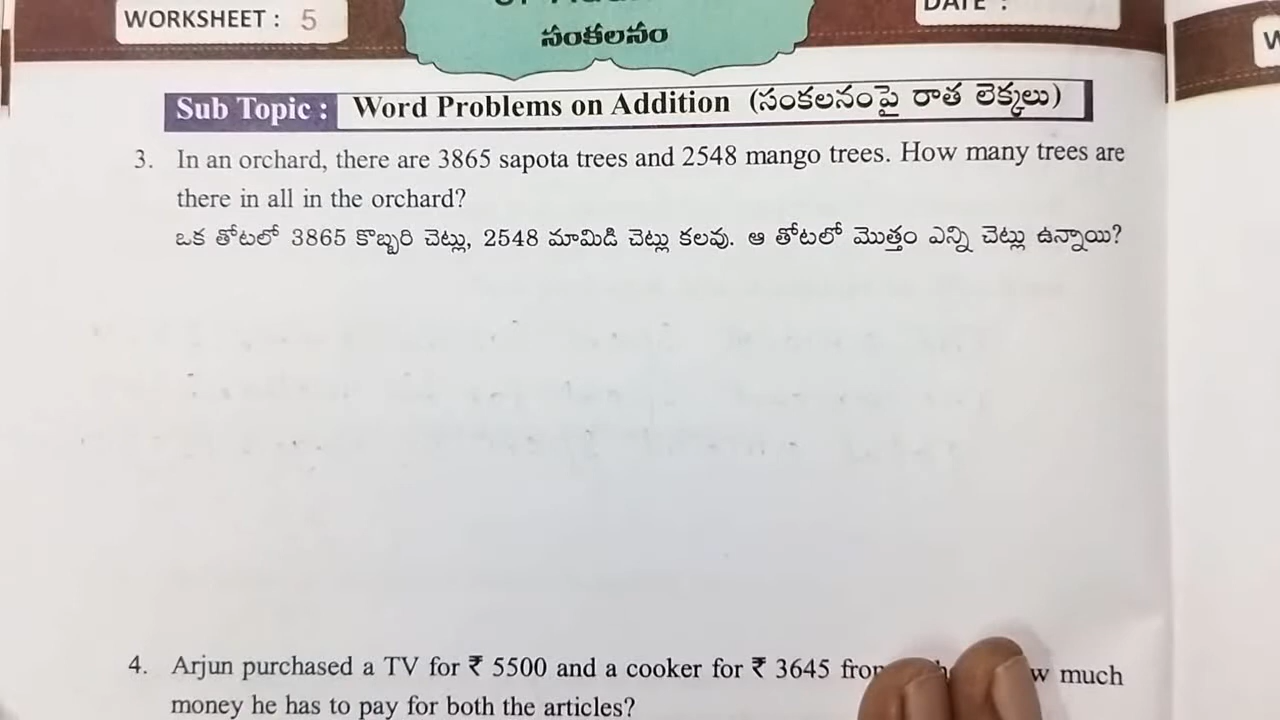 WORKSHEET : 5
సంకలనం
Sub Topic : Word Problems on Addition (సంకలనంపై రాత లెక్కలు)
3. In an orchard, there are 3865 sapota trees and 2548 mango trees. How many trees are
there in all in the orchard?
ఒక తోటలో 3865 కొబ్బరి చెట్లు, 2548 మామిడి చెట్లు కలవు. ఆ తోటలో మొత్తం ఎన్ని చెట్లు ఉన్నాయి?
4. Arjun purchased a TV for ₹ 5500 and a cooker for ₹ 3645 much
money he has to pay for both the articles?